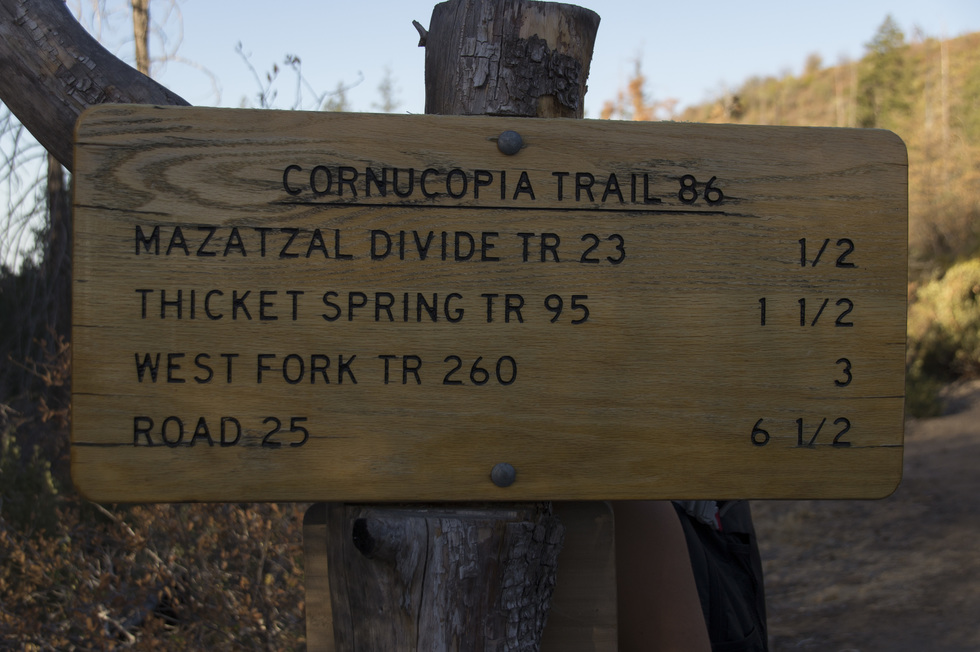 CORNUCOPIA TRAIL 86
MAZATZAL DIVIDE TR 23 1/2
THICKET SPRING TR 95 1 1/2
WEST FORK TR 260 3
ROAD 25 6 1/2